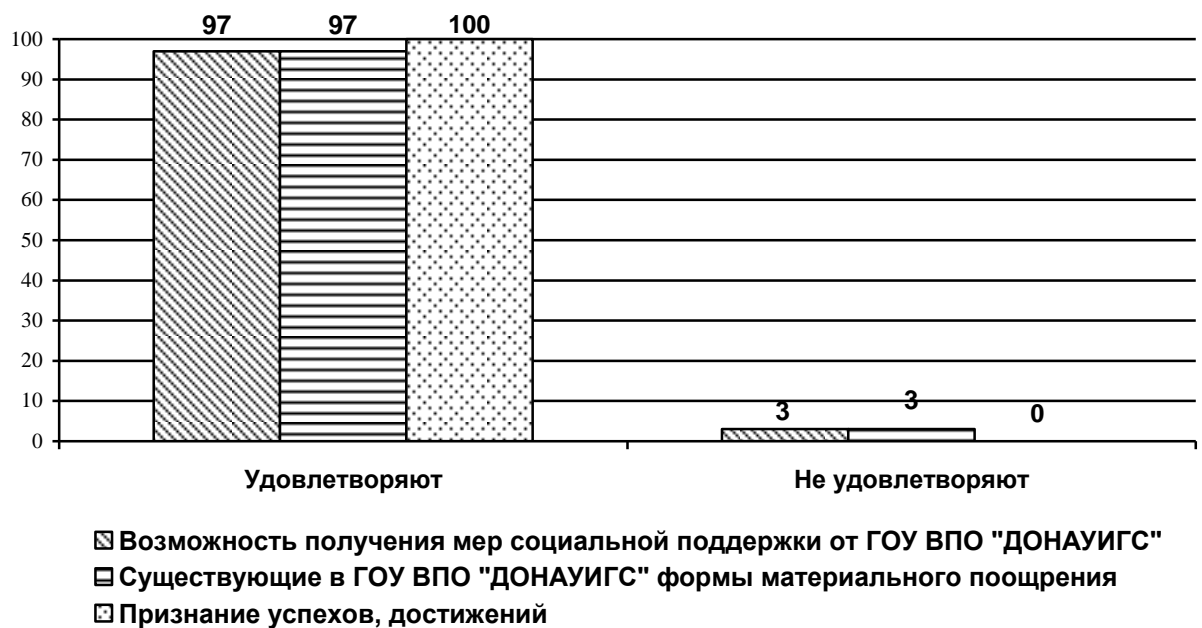 97 97 100
100
90
80
70
60
50
40
30
20
10
0
3 3 0
Удовлетворяют Не удовлетворяют
Возможность получения мер социальной поддержки от ГОУ ВПО "ДОНАУИГС"
Существующие в ГОУ ВПО "ДОНАУИГС" формы материального поощрения
Признание успехов, достижений